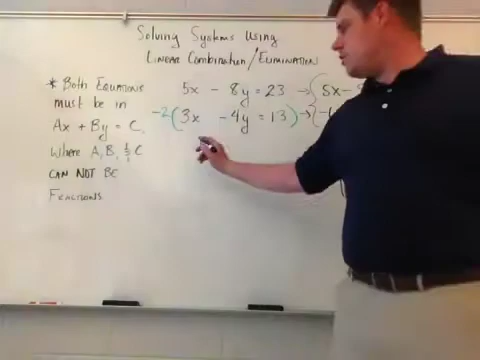 Solving Systems Using
Linear Combination/Elimination
* Both Equations
must be in
Ax + By = C,
Where A, B, & C
CAN NOT BE
Fractions
5x - 8y = 23 → (5x -
-2(3x - 4y = 13) → (-6